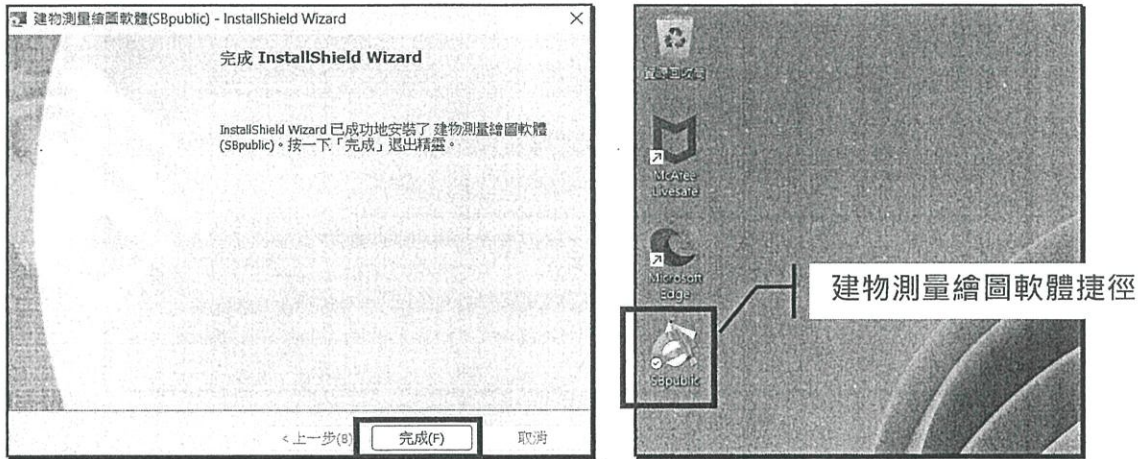 建物測量繪圖軟體(SBpublic) - InstallShield Wizard
完成 InstallShield Wizard
InstallShield Wizard 已成功地安裝了 建物測量繪圖軟體
(SBpublic)。按一下「完成」退出精靈。
<上一步(B)
完成(F)
取消
資源回收筒
McAfee
LiveSafe
Microsoft
Edge
SBpublic
建物測量繪圖軟體捷徑